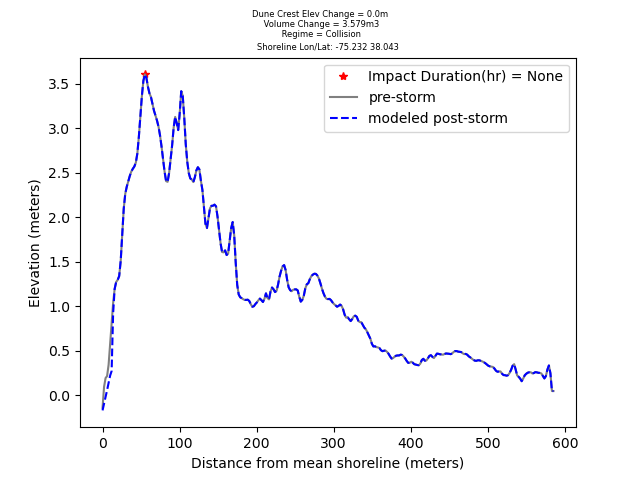 Dune Crest Elev Change = 0.0m
Volume Change = 3.579m3
Regime = Collision
Shoreline Lon/Lat: -75.232 38.043
Impact Duration(hr) = None
pre-storm
modeled post-storm
Elevation (meters)
3.5
3.0
2.5
2.0
1.5
1.0
0.5
0.0
0 100 200 300 400 500 600
Distance from mean shoreline (meters)